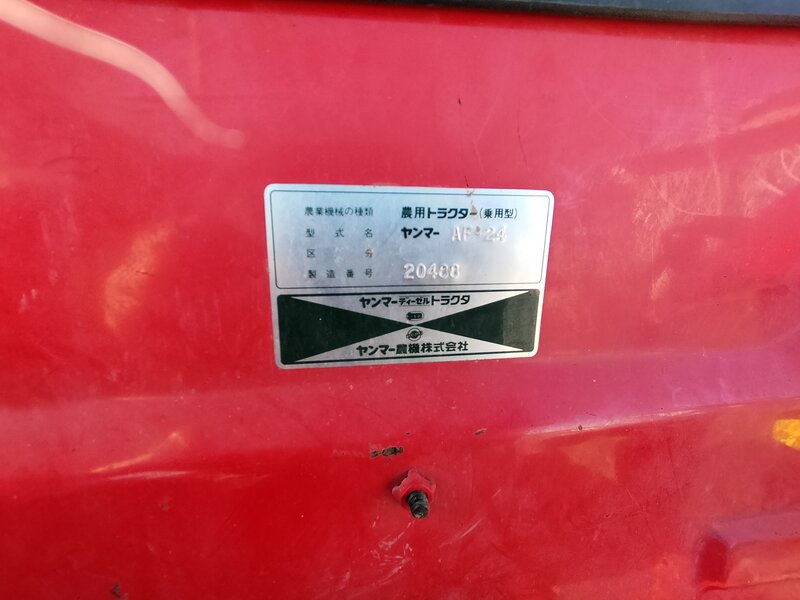 農業機械の種類 農用トラクター(乗用型)
型式名 ヤンマー
区分
製造番号 20488
ヤンマーディーゼルトラクタ
ヤンマー農機株式会社